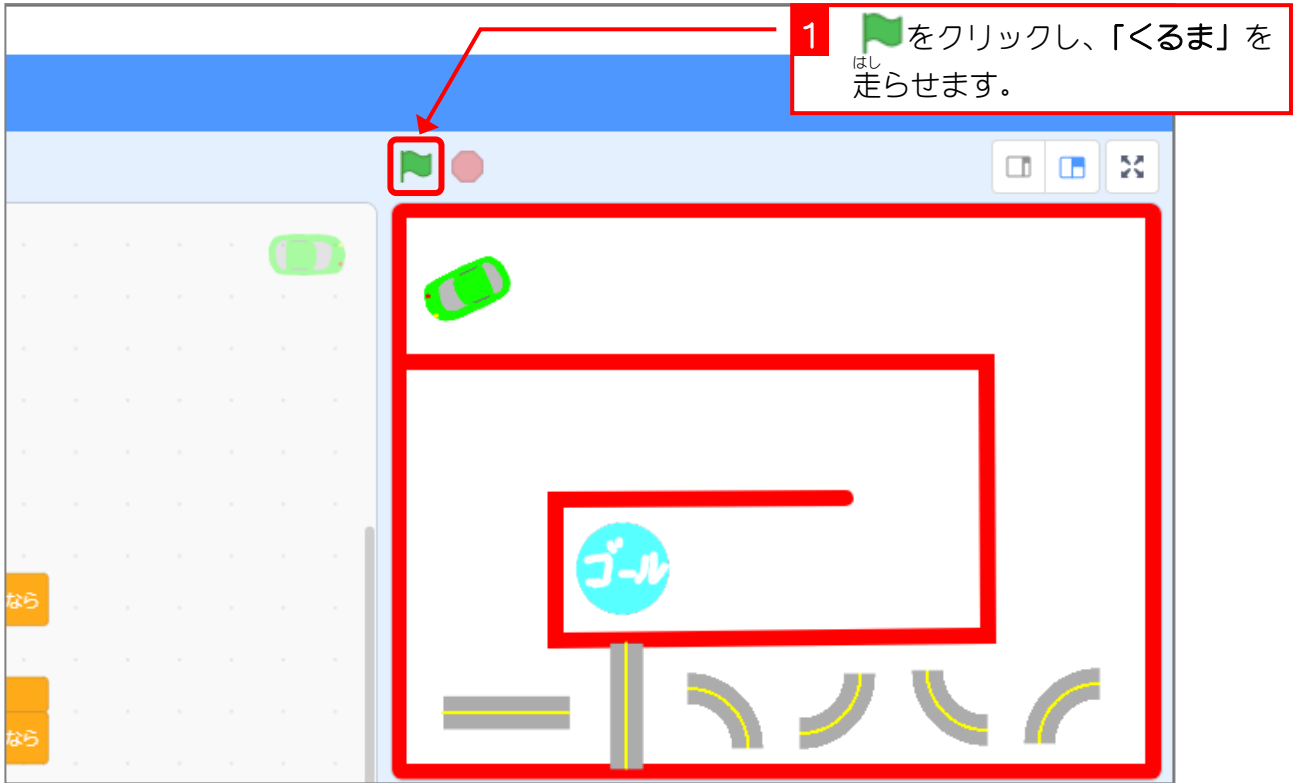 1 をクリックし、「くるま」を
はし
走らせます。
ゴール
なら
なら